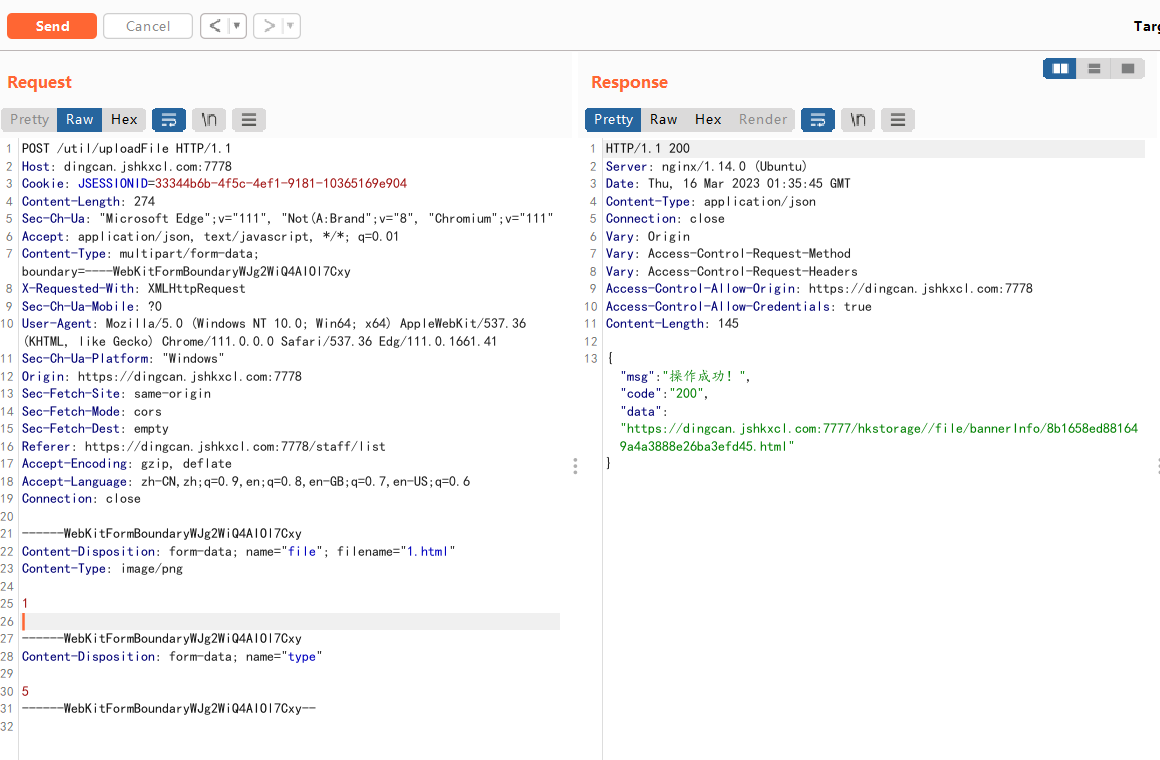 Send Cancel < ▼ > ▼ Targ
Request
Pretty Raw Hex \n
1 POST /util/uploadFile HTTP/1.1
2 Host: dingcan.jshkxcl.com:7778
3 Cookie: JSESSIONID=33344b6b-4f5c-4ef1-9181-10365169e904
4 Content-Length: 274
5 Sec-Ch-Ua: "Microsoft Edge";v="111", "Not(A:Brand";v="8", "Chromium";v="111"
6 Accept: application/json, text/javascript, */*; q=0.01
7 Content-Type: multipart/form-data;
boundary=----WebKitFormBoundaryWJg2WiQ4AlOl7Cxy
8 X-Requested-With: XMLHttpRequest
9 Sec-Ch-Ua-Mobile: ?0
10 User-Agent: Mozilla/5.0 (Windows NT 10.0; Win64; x64) AppleWebKit/537.36
(KHTML, like Gecko) Chrome/111.0.0.0 Safari/537.36 Edg/111.0.1661.41
11 Sec-Ch-Ua-Platform: "Windows"
12 Origin: https://dingcan.jshkxcl.com:7778
13 Sec-Fetch-Site: same-origin
14 Sec-Fetch-Mode: cors
15 Sec-Fetch-Dest: empty
16 Referer: https://dingcan.jshkxcl.com:7778/staff/list
17 Accept-Encoding: gzip, deflate
18 Accept-Language: zh-CN,zh;q=0.9,en;q=0.8,en-GB;q=0.7,en-US;q=0.6
19 Connection: close
20
21 ------WebKitFormBoundaryWJg2WiQ4AlOl7Cxy
22 Content-Disposition: form-data; name="file"; filename="1.html"
23 Content-Type: image/png
24
25 1
26
27 ------WebKitFormBoundaryWJg2WiQ4AlOl7Cxy
28 Content-Disposition: form-data; name="type"
29
30 5
31 ------WebKitFormBoundaryWJg2WiQ4AlOl7Cxy--
32
Response
Pretty Raw Hex Render \n
1 HTTP/1.1 200
2 Server: nginx/1.14.0 (Ubuntu)
3 Date: Thu, 16 Mar 2023 01:35:45 GMT
4 Content-Type: application/json
5 Connection: close
6 Vary: Origin
7 Vary: Access-Control-Request-Method
8 Vary: Access-Control-Request-Headers
9 Access-Control-Allow-Origin: https://dingcan.jshkxcl.com:7778
10 Access-Control-Allow-Credentials: true
11 Content-Length: 145
12
13 {
"msg":"操作成功！",
"code":"200",
"data":
"https://dingcan.jshkxcl.com:7777/hkstorage//file/bannerInfo/8b1658ed88164
9a4a3888e26ba3efd45.html"
}